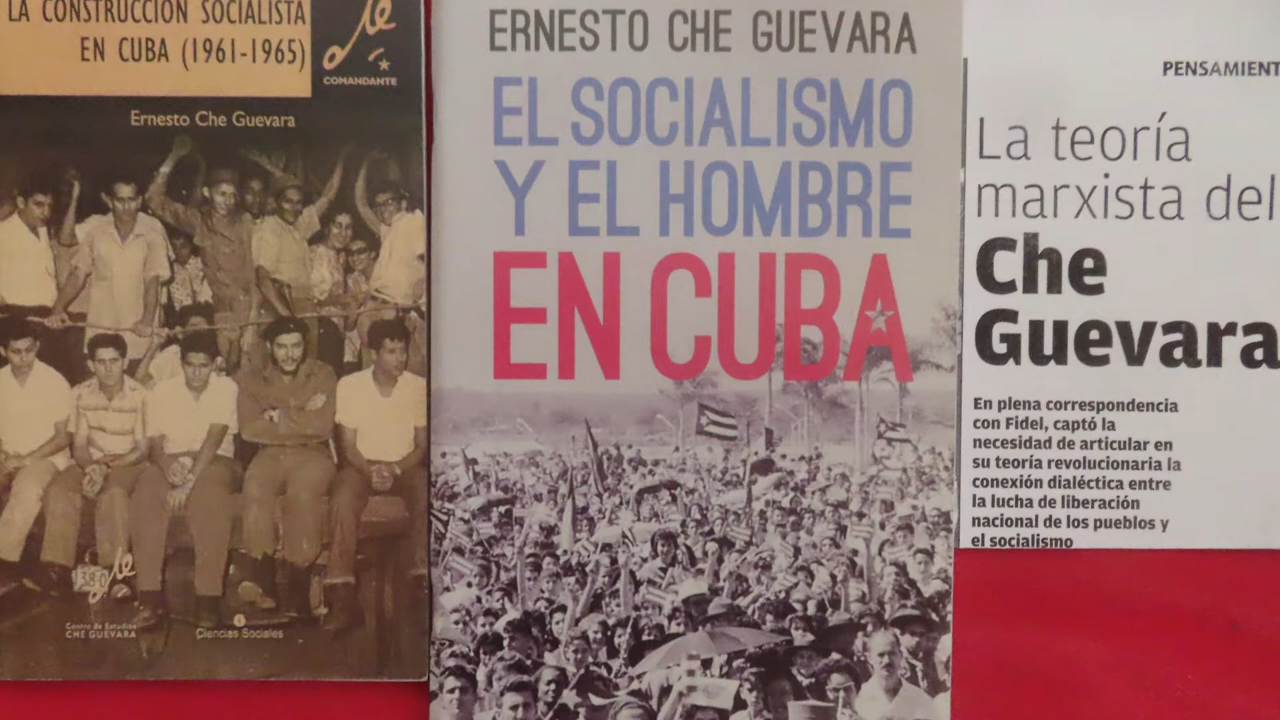 LA CONSTRUCCIÓN SOCIALISTA
EN CUBA (1961-1965)
Che
COMANDANTE
Ernesto Che Guevara
380
Che
Centro de Estudios
CHE GUEVARA
Ciencias Sociales
ERNESTO CHE GUEVARA
EL SOCIALISMO
Y EL HOMBRE
EN CUBA
PENSAMIENT
La teoría
marxista del
Che
Guevara
En plena correspondencia
con Fidel, captó la
necesidad de articular en
su teoría revolucionaria la
conexión dialéctica entre
la lucha de liberación
nacional de los pueblos y
el socialismo